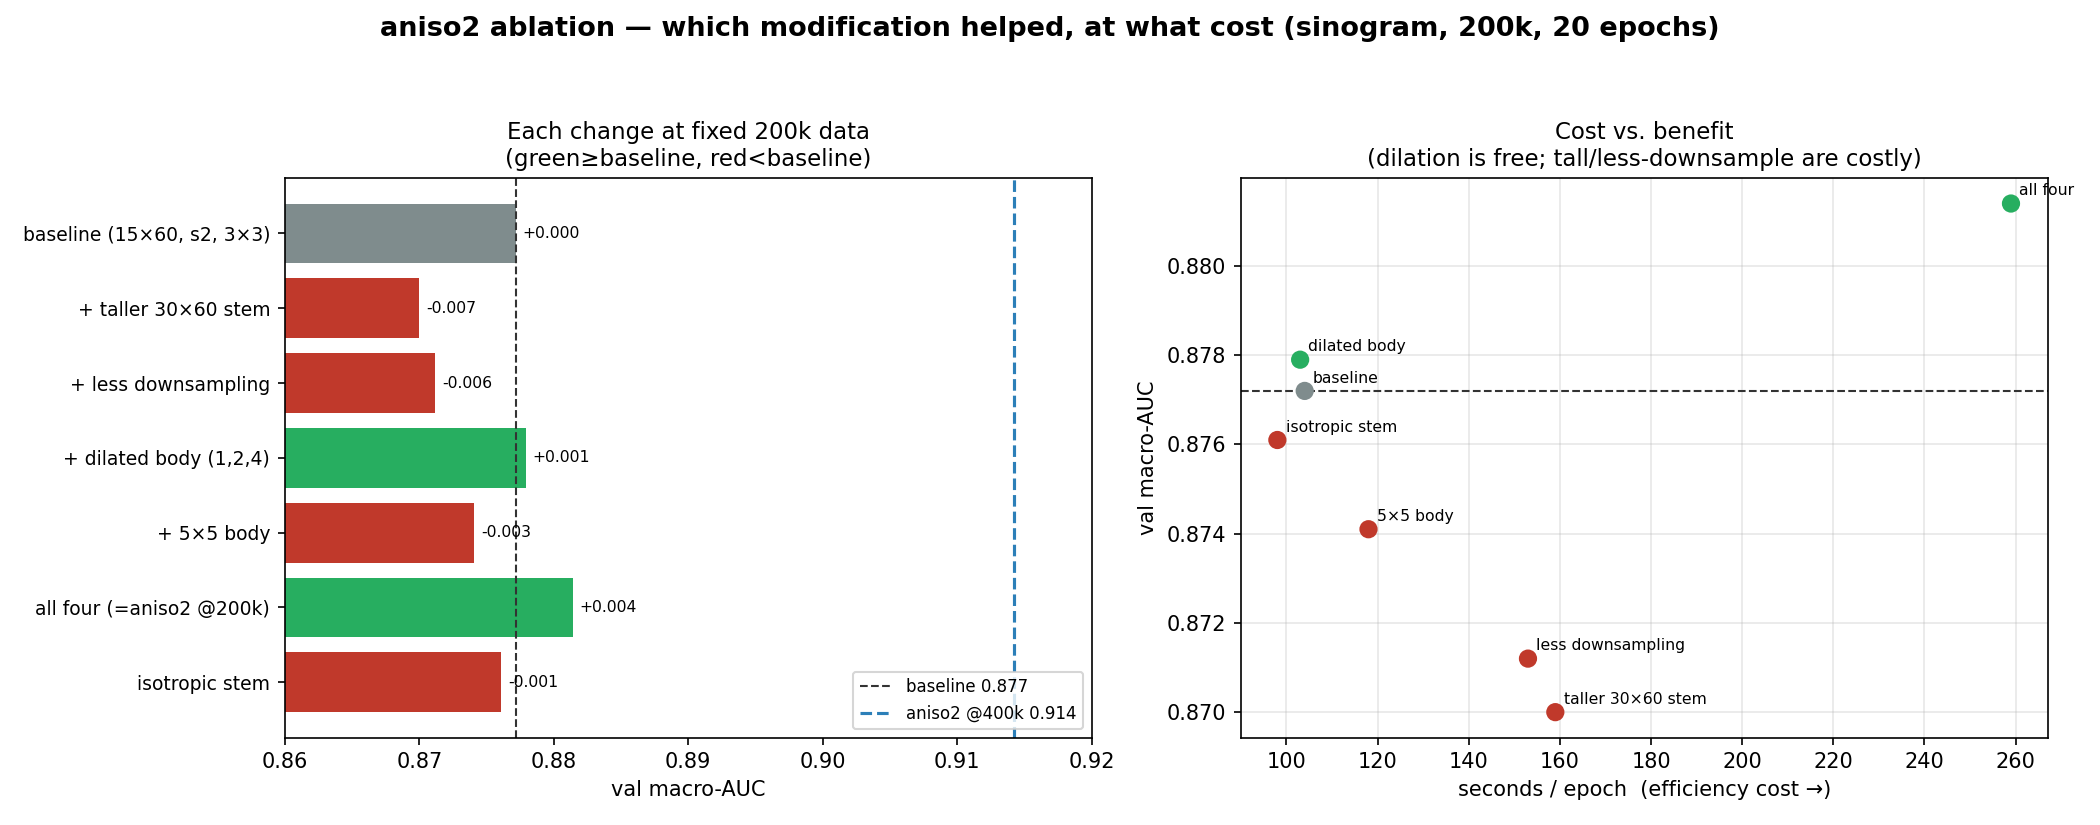 aniso2 ablation — which modification helped, at what cost (sinogram, 200k, 20 epochs)
Each change at fixed 200k data
(green≥baseline, red<baseline)
baseline (15×60, s2, 3×3)
+0.000
+ taller 30×60 stem
-0.007
+ less downsampling
-0.006
+ dilated body (1,2,4)
+0.001
+ 5×5 body
-0.003
all four (=aniso2 @200k)
+0.004
isotropic stem
-0.001
baseline 0.877
aniso2 @400k 0.914
0.86 0.87 0.88 0.89 0.90 0.91 0.92
val macro-AUC
Cost vs. benefit
(dilation is free; tall/less-downsample are costly)
val macro-AUC
0.880
0.878
0.876
0.874
0.872
0.870
all four
dilated body
baseline
isotropic stem
5×5 body
less downsampling
taller 30×60 stem
100 120 140 160 180 200 220 240 260
seconds / epoch (efficiency cost →)